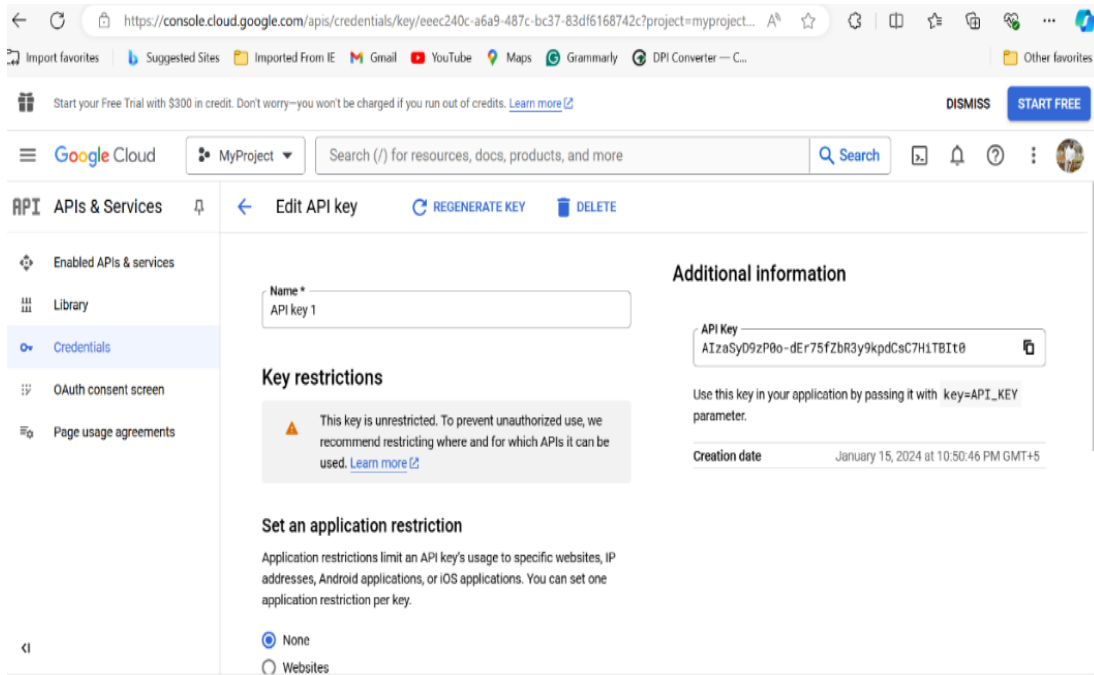 https://console.cloud.google.com/apis/credentials/key/eeec240c-a6a9-487c-bc37-83df6168742c?project=myproject...
Import favorites Suggested Sites Imported From IE Gmail YouTube Maps Grammarly DPI Converter — C... Other favorites
Start your Free Trial with $300 in credit. Don't worry—you won't be charged if you run out of credits. Learn more DISMISS START FREE
Google Cloud MyProject Search (/) for resources, docs, products, and more Search
API APIs & Services
Enabled APIs & services
Library
Credentials
OAuth consent screen
Page usage agreements
Edit API key REGENERATE KEY DELETE
Name *
API key 1
Key restrictions
This key is unrestricted. To prevent unauthorized use, we
recommend restricting where and for which APIs it can be
used. Learn more
Set an application restriction
Application restrictions limit an API key's usage to specific websites, IP
addresses, Android applications, or iOS applications. You can set one
application restriction per key.
None
Websites
Additional information
API Key
AIzaSyD9zP0o-dEr75fZbR3y9kpdCsC7HiTBIt0
Use this key in your application by passing it with key=API_KEY
parameter.
Creation date January 15, 2024 at 10:50:46 PM GMT+5